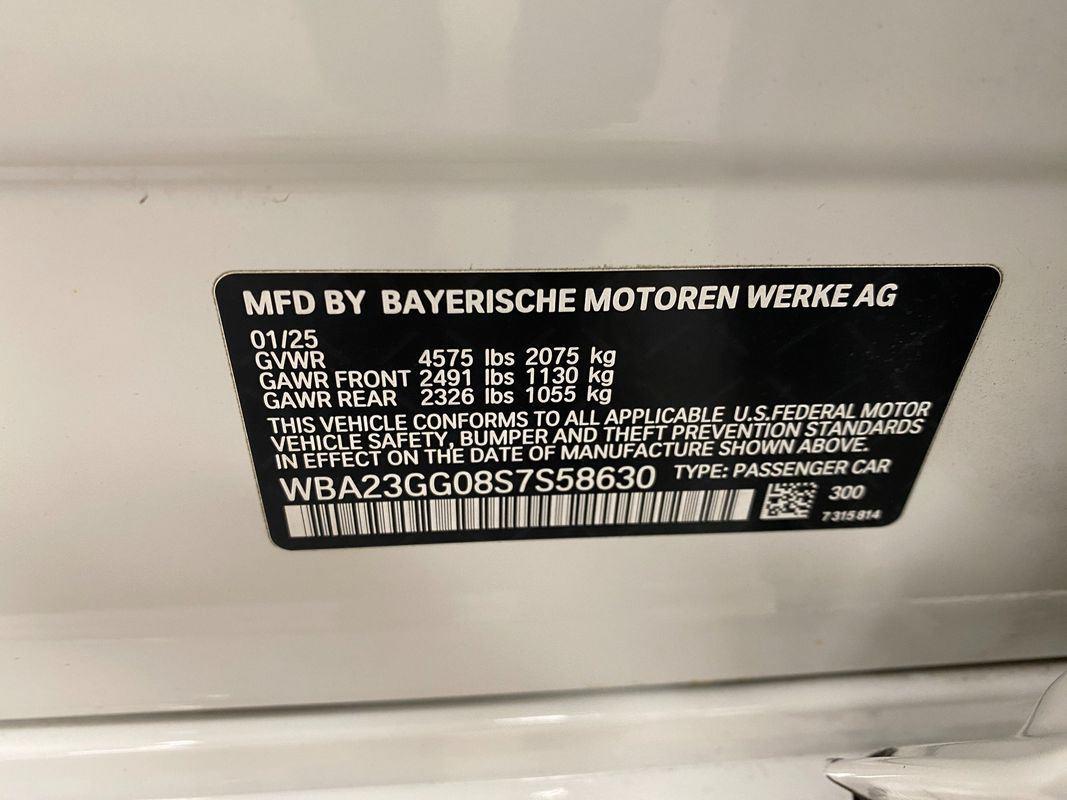 MFD BY BAYERISCHE MOTOREN WERKE AG
01/25
GVWR 4575 lbs 2075 kg
GAWR FRONT 2491 lbs 1130 kg
GAWR REAR 2326 lbs 1055 kg
THIS VEHICLE CONFORMS TO ALL APPLICABLE U.S.FEDERAL MOTOR
VEHICLE SAFETY, BUMPER AND THEFT PREVENTION STANDARDS
IN EFFECT ON THE DATE OF MANUFACTURE SHOWN ABOVE.
WBA23GG08S7S58630 TYPE: PASSENGER CAR
300
7315814